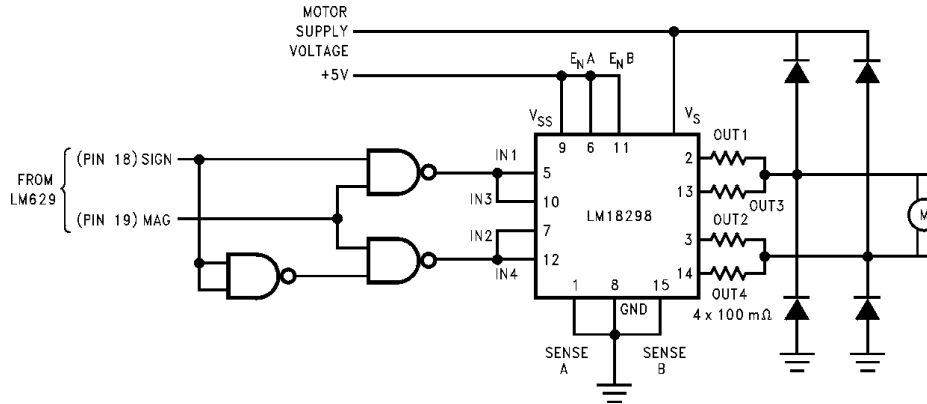 MOTOR
SUPPLY
VOLTAGE
+5V
ENA ENB
VSS
VS
9 6 11
FROM
LM629
(PIN 18) SIGN
(PIN 19) MAG
IN1
IN3
IN2
IN4
5
10
7
12
LM18298
2
13
3
14
OUT1
OUT3
OUT2
OUT4
4 x 100 mΩ
M
1 8 15
GND
SENSE
A
SENSE
B